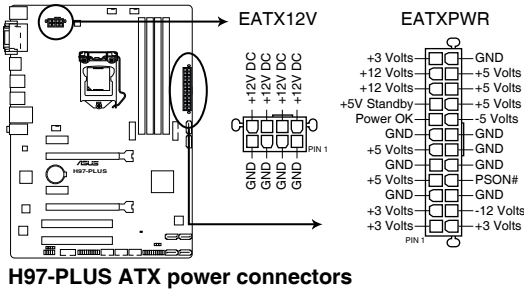 EATX12V
EATXPWR
+12V DC
+12V DC
+12V DC
+12V DC
PIN 1
GND
GND
GND
GND
+3 Volts GND
+12 Volts +5 Volts
+12 Volts +5 Volts
+5V Standby +5 Volts
Power OK -5 Volts
GND GND
+5 Volts GND
GND GND
+5 Volts PSON#
GND GND
+3 Volts -12 Volts
+3 Volts +3 Volts
PIN 1
ASUS
H97-PLUS
H97-PLUS ATX power connectors